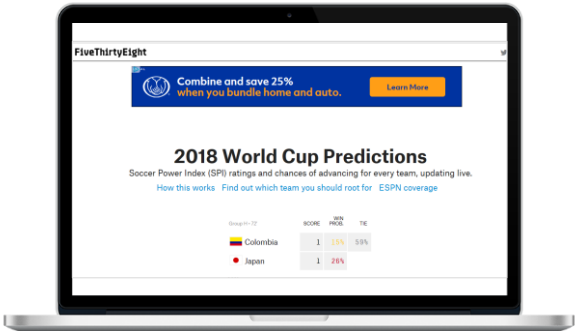 FiveThirtyEight
Combine and save 25%
when you bundle home and auto.
Learn More
2018 World Cup Predictions
Soccer Power Index (SPI) ratings and chances of advancing for every team, updating live.
How this works Find out which team you should root for ESPN coverage
SCORE WIN PROB. TIE
Colombia 1 15% 59%
Japan 1 26%